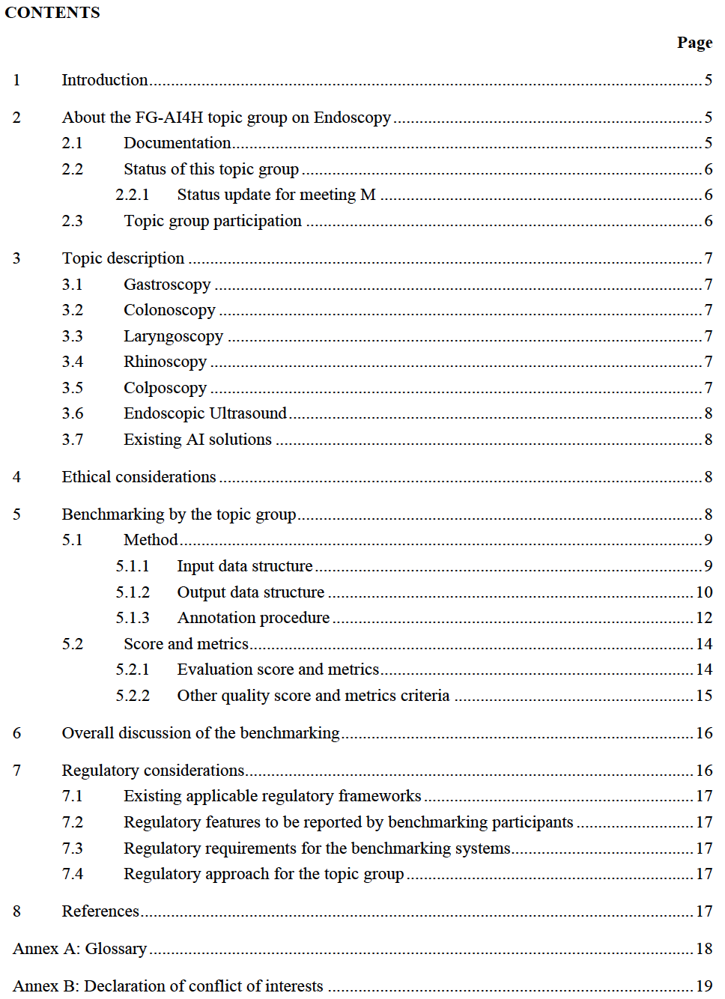 CONTENTS
Page
1 Introduction 5
2 About the FG-AI4H topic group on Endoscopy 5
2.1 Documentation 5
2.2 Status of this topic group 6
2.2.1 Status update for meeting M 6
2.3 Topic group participation 6
3 Topic description 7
3.1 Gastroscopy 7
3.2 Colonoscopy 7
3.3 Laryngoscopy 7
3.4 Rhinoscopy 7
3.5 Colposcopy 7
3.6 Endoscopic Ultrasound 8
3.7 Existing AI solutions 8
4 Ethical considerations 8
5 Benchmarking by the topic group 8
5.1 Method 9
5.1.1 Input data structure 9
5.1.2 Output data structure 10
5.1.3 Annotation procedure 12
5.2 Score and metrics 14
5.2.1 Evaluation score and metrics 14
5.2.2 Other quality score and metrics criteria 15
6 Overall discussion of the benchmarking 16
7 Regulatory considerations 16
7.1 Existing applicable regulatory frameworks 17
7.2 Regulatory features to be reported by benchmarking participants 17
7.3 Regulatory requirements for the benchmarking systems 17
7.4 Regulatory approach for the topic group 17
8 References 17
Annex A: Glossary 18
Annex B: Declaration of conflict of interests 19